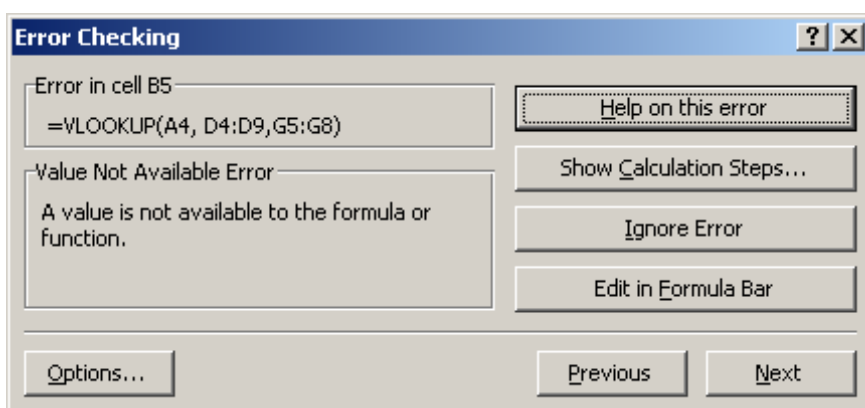 Error Checking
Error in cell B5
=VLOOKUP(A4, D4:D9,G5:G8)
Value Not Available Error
A value is not available to the formula or
function.
Help on this error
Show Calculation Steps...
Ignore Error
Edit in Formula Bar
Options...
Previous
Next